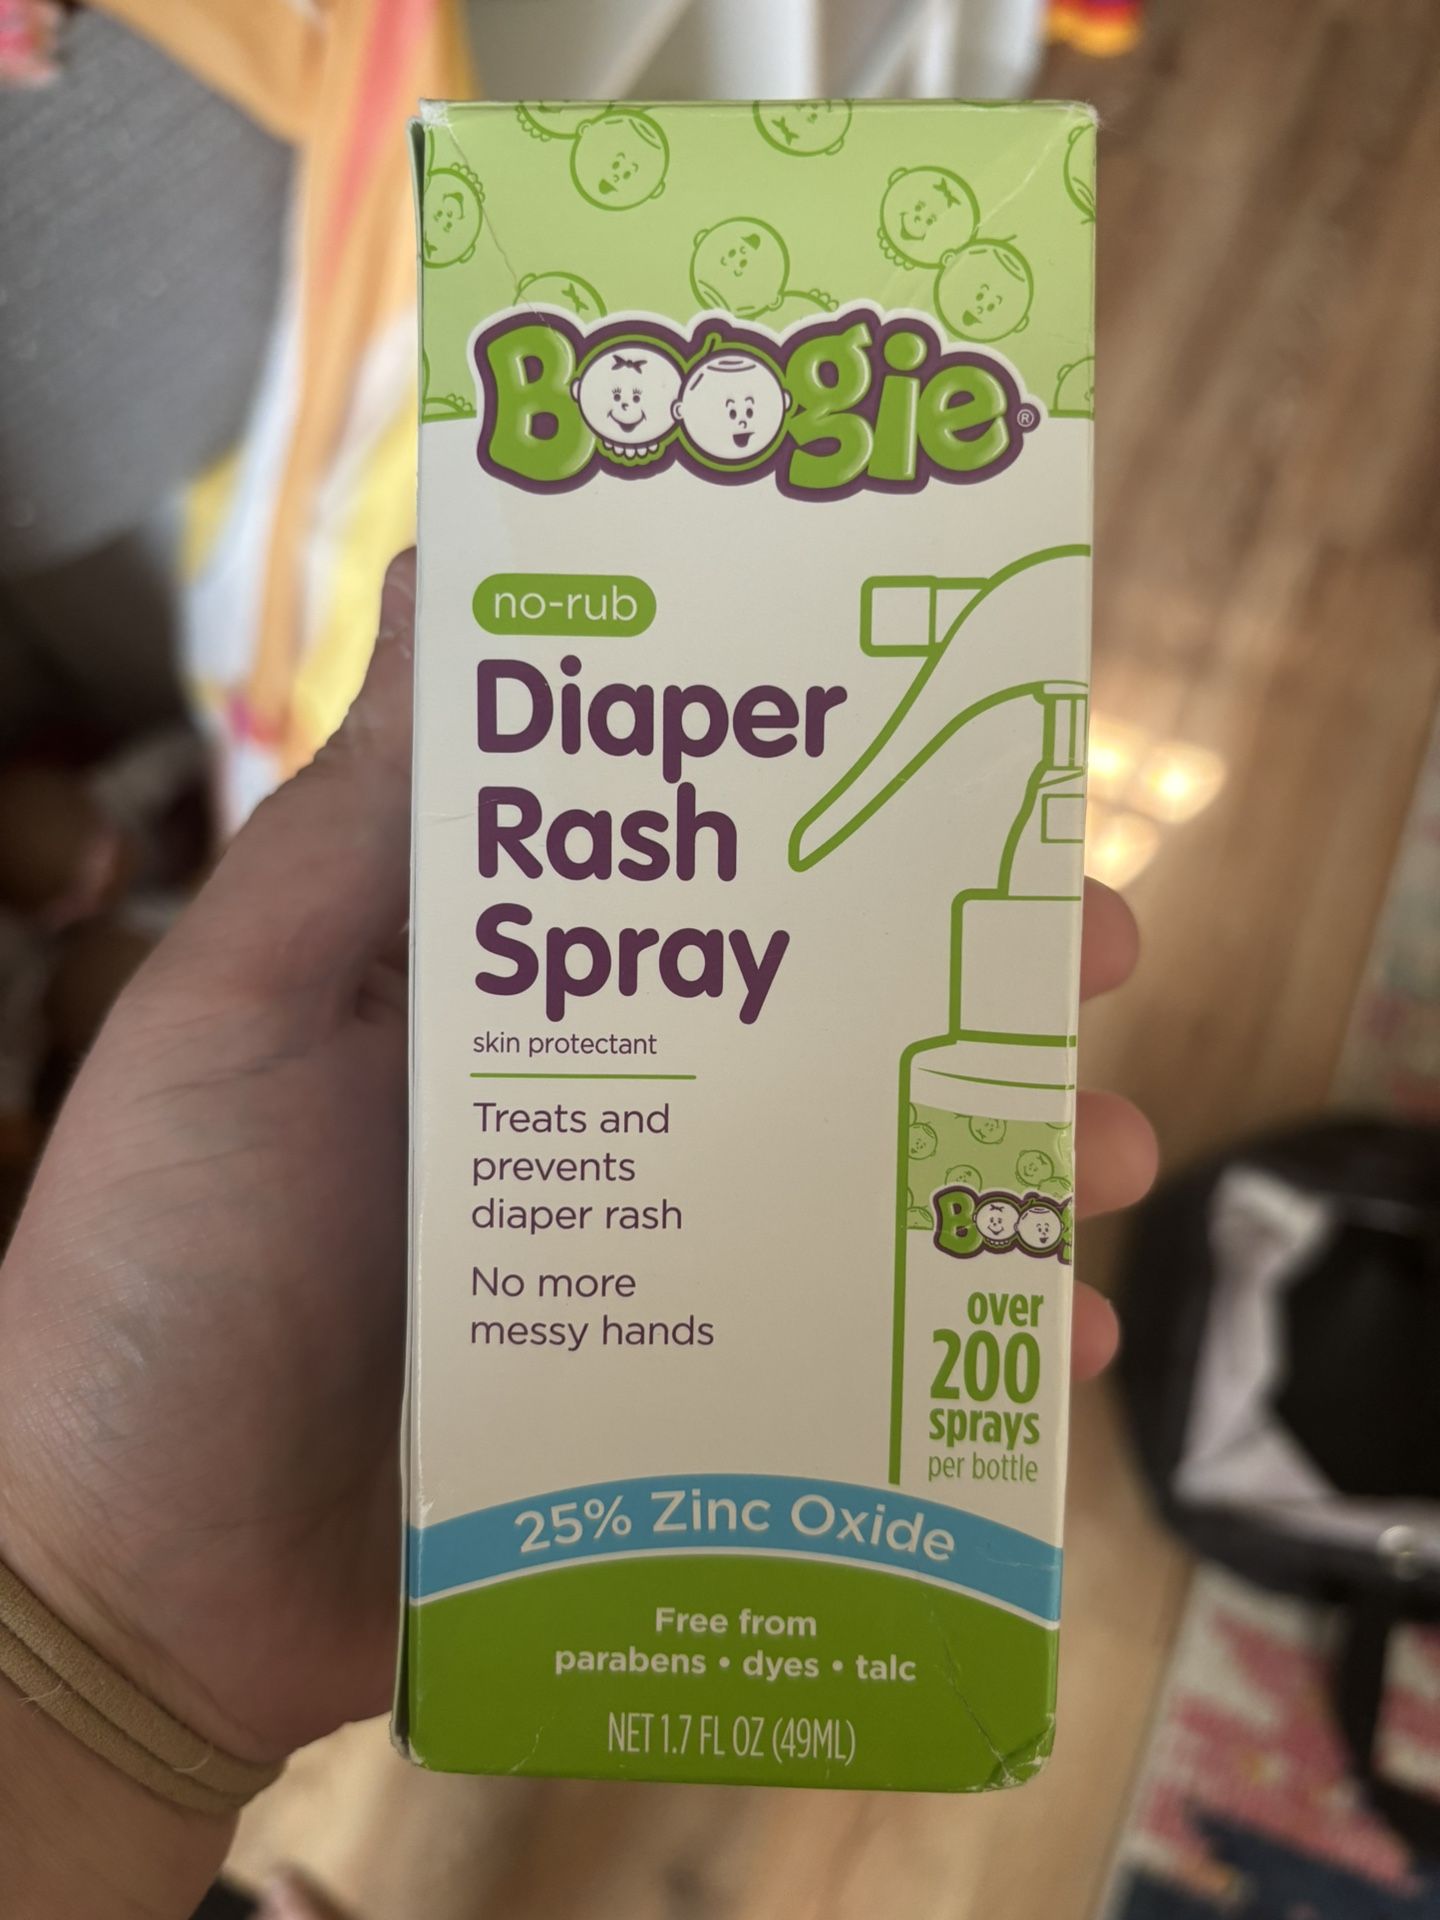 Boogie®
no-rub
Diaper
Rash
Spray
skin protectant
Treats and
prevents
diaper rash
No more
messy hands
Boo
over
200
sprays
per bottle
25% Zinc Oxide
Free from
parabens • dyes • talc
NET 1.7 FL OZ (49ML)